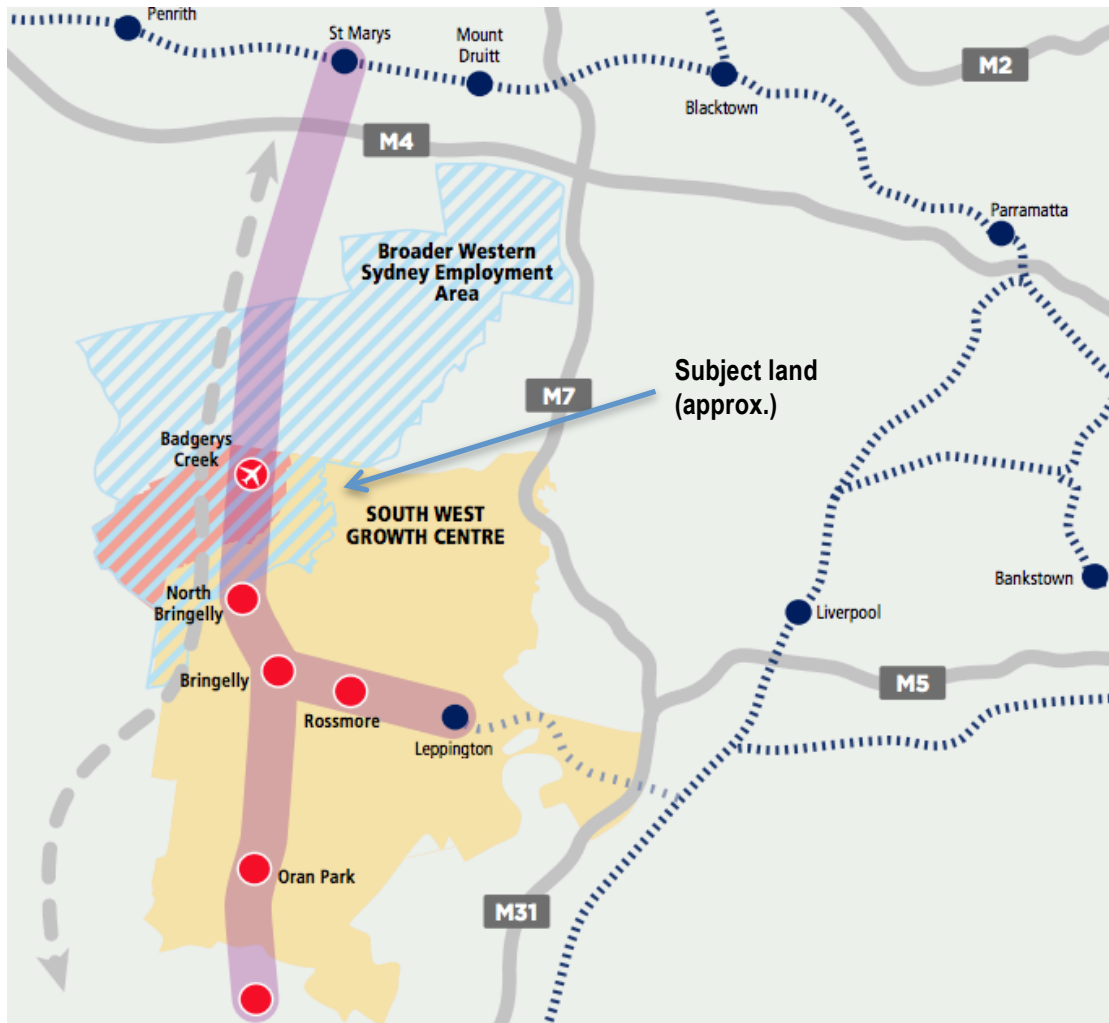 Penrith
St Marys
Mount
Druitt
M2
Blacktown
M4
Parramatta
Broader Western
Sydney Employment
Area
Subject land
(approx.)
M7
Badgerys
Creek
SOUTH WEST
GROWTH CENTRE
North
Bringelly
Bankstown
Liverpool
Bringelly
M5
Rossmore
Leppington
Oran Park
M31